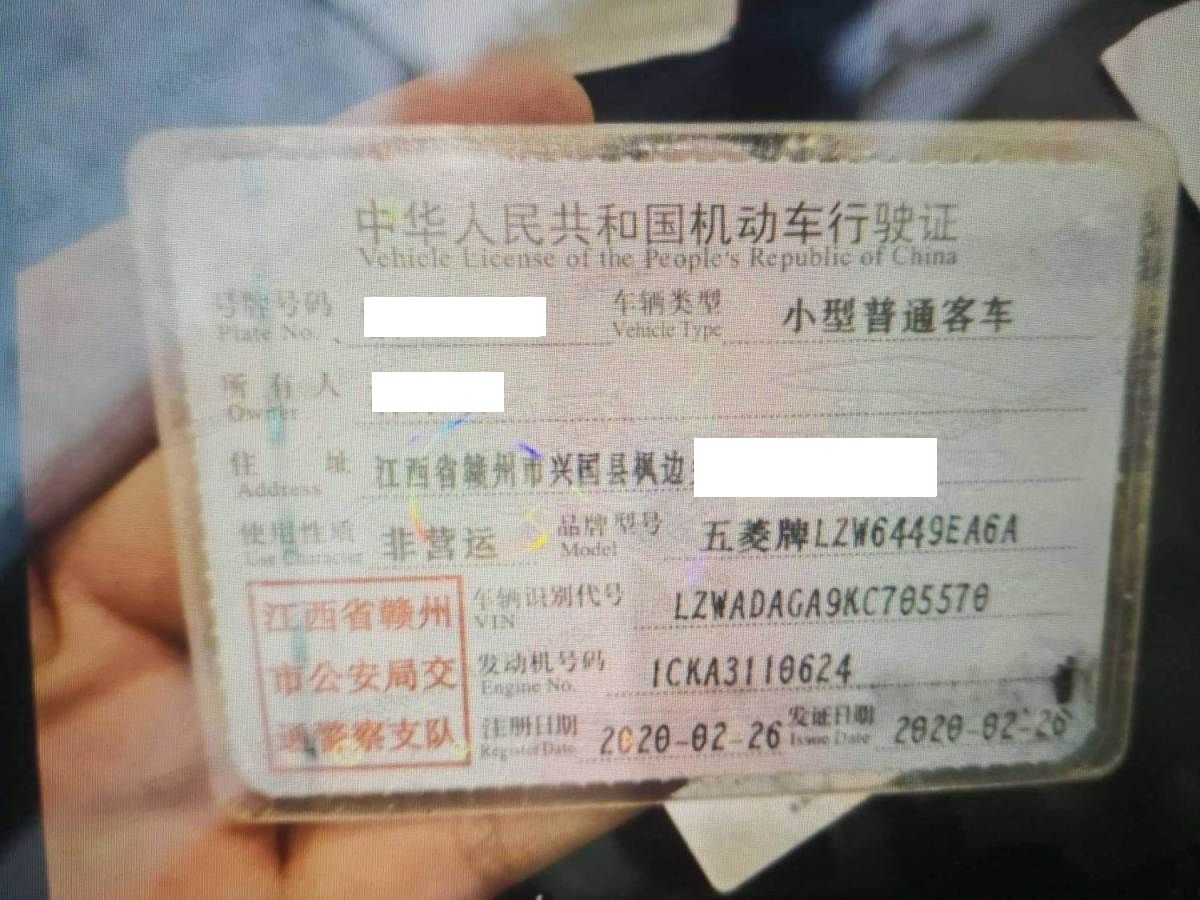 中华人民共和国机动车行驶证
Vehicle License of the People's Republic of China
号牌号码 车辆类型 小型普通客车
Plate No. Vehicle Type
所有人
Owner
住址 江西省赣州市兴国县枫边
Address
使用性质 非营运 品牌型号 五菱牌LZW6449EA6A
Use Character Model
江西省赣州 车辆识别代号 LZWADAGA9KC705570
VIN
市公安局交 发动机号码 1CKA3110624
Engine No.
通警察支队 注册日期 2020-02-26 发证日期 2020-02-26
Register Date Issue Date